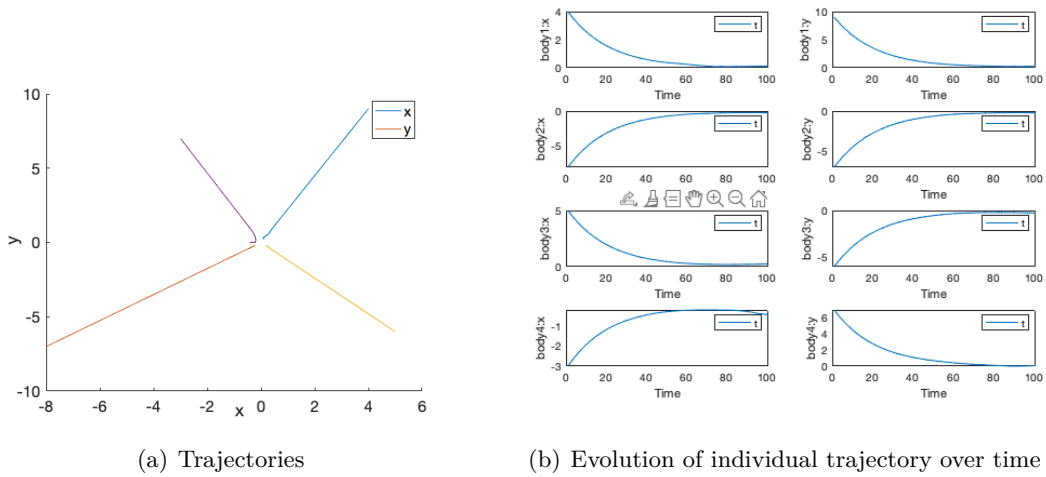 10
5
0
-5
-10
y
-8 -6 -4 -2 0 2 4 6
x
x
y
(a) Trajectories
4
2
0
body1:x
t
0 20 40 60 80 100
Time
10
5
0
body1:y
t
0 20 40 60 80 100
Time
0
-5
body2:x
t
0 20 40 60 80 100
0
-5
body2:y
t
0 20 40 60 80 100
Time
5
0
body3:x
t
0 20 40 60 80 100
Time
0
-5
body3:y
t
0 20 40 60 80 100
Time
-1
-2
-3
body4:x
t
0 20 40 60 80 100
Time
6
4
2
0
body4:y
t
0 20 40 60 80 100
Time
(b) Evolution of individual trajectory over time